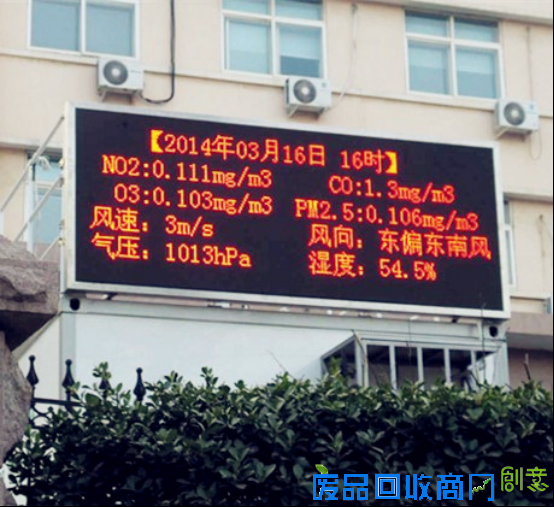 【2014年03月16日 16时】
NO2:0.111mg/m3 CO:1.3mg/m3
O3:0.103mg/m3 PM2.5:0.106mg/m3
风速：3m/s 风向：东偏东南风
气压：1013hPa 湿度：54.5%
废品回收商网 创意